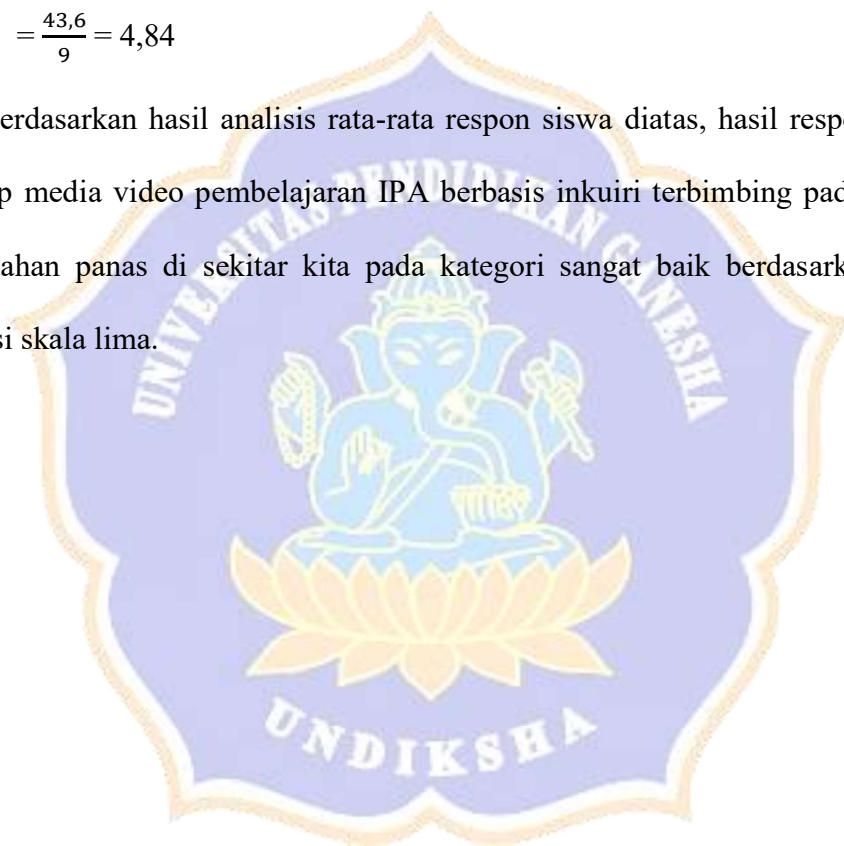 = 43,6/9 = 4,84
erdasarkan hasil analisis rata-rata respon siswa diatas, hasil resp
p media video pembelajaran IPA berbasis inkuiri terbimbing pad
ahan panas di sekitar kita pada kategori sangat baik berdasark
si skala lima.
UNIVERSITAS PENDIDIKAN GANESHA
UNDIKSHA